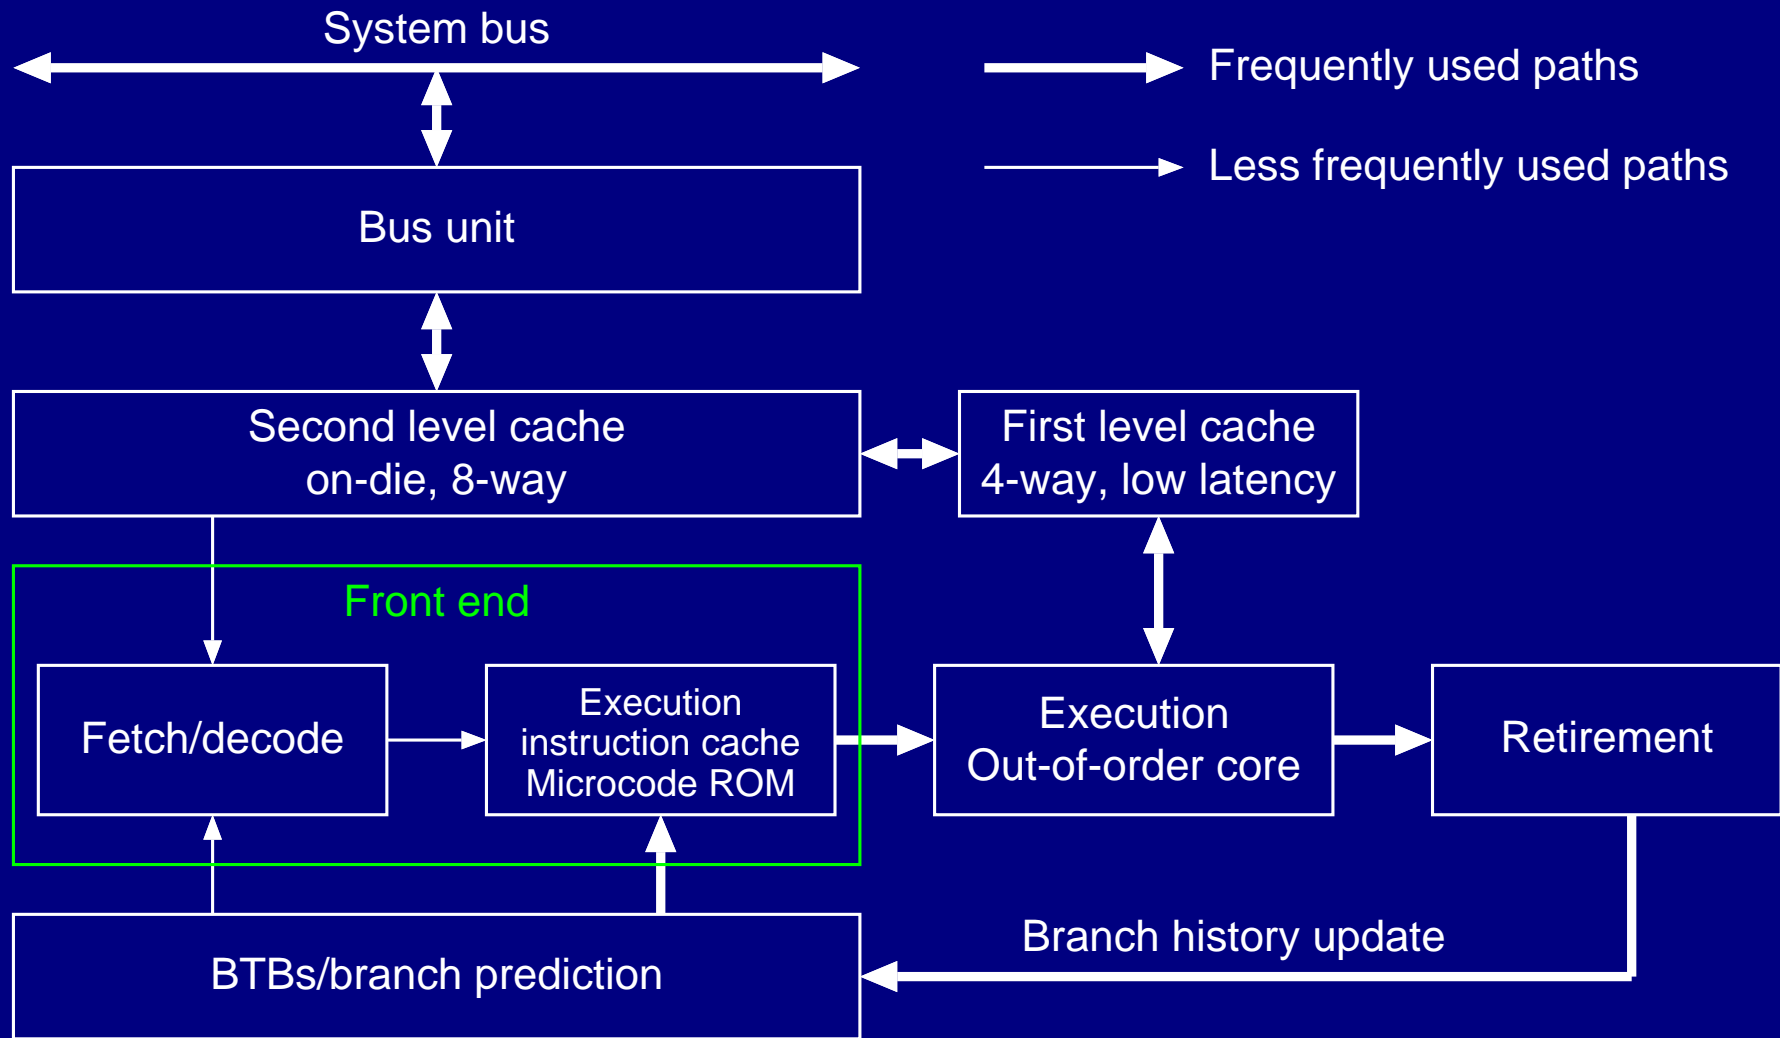 System bus
Frequently used paths
Less frequently used paths
Bus unit
Second level cache
on-die, 8-way
First level cache
4-way, low latency
Front end
Fetch/decode
Execution
instruction cache
Microcode ROM
Execution
Out-of-order core
Retirement
Branch history update
BTBs/branch prediction